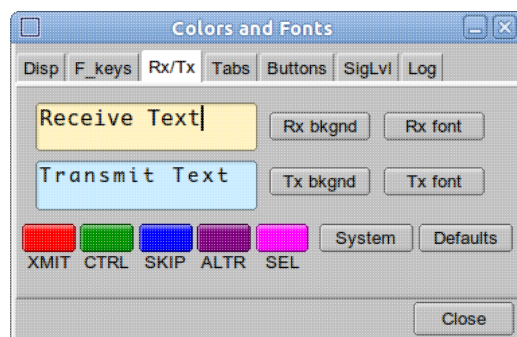 Colors and Fonts
Disp F_keys Rx/Tx Tabs Buttons SigLvl Log
Receive Text Rx bkgnd Rx font
Transmit Text Tx bkgnd Tx font
System Defaults
XMIT CTRL SKIP ALTR SEL
Close